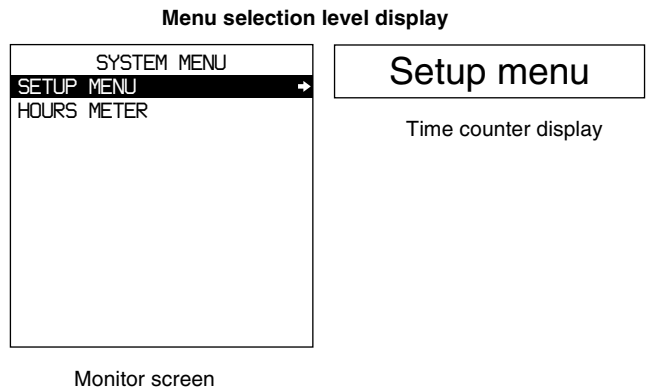 Menu selection level display
SYSTEM MENU
SETUP MENU
HOURS METER
Monitor screen
Setup menu
Time counter display